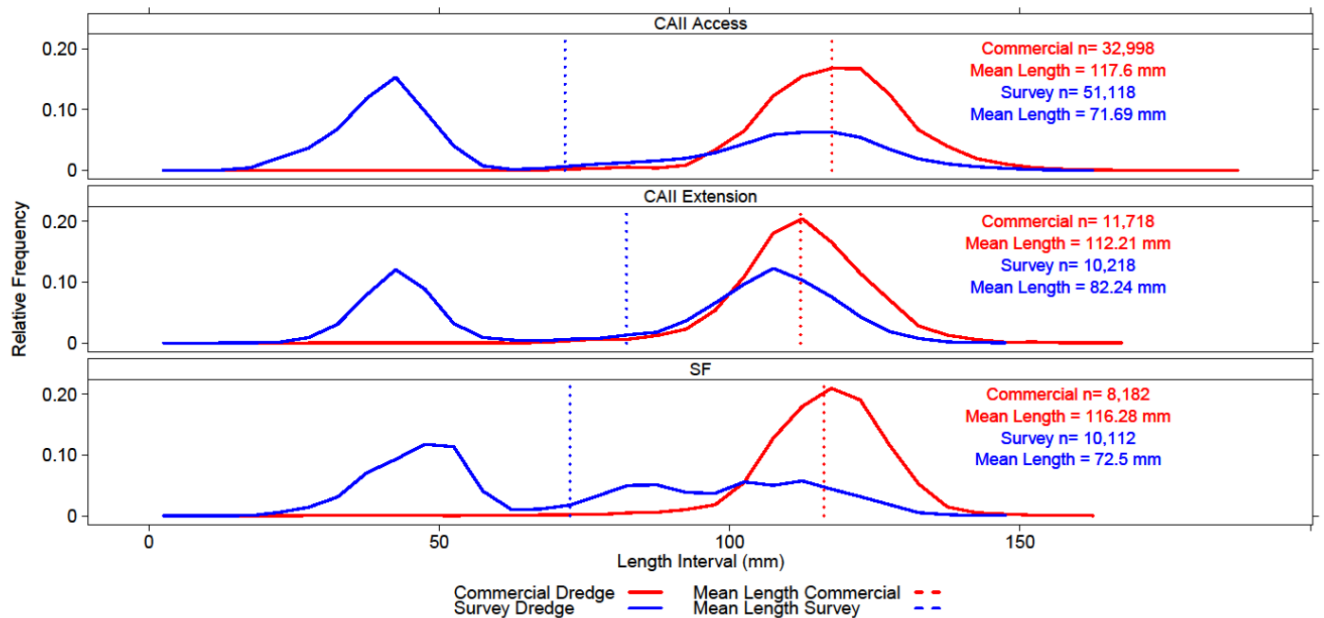 CAII Access
0.20
0.10
0
Commercial n= 32,998
Mean Length = 117.6 mm
Survey n= 51,118
Mean Length = 71.69 mm
CAII Extension
0.20
0.10
0
Commercial n= 11,718
Mean Length = 112.21 mm
Survey n= 10,218
Mean Length = 82.24 mm
Relative Frequency
SF
0.20
0.10
0
Commercial n= 8,182
Mean Length = 116.28 mm
Survey n= 10,112
Mean Length = 72.5 mm
0 50 100 150
Length Interval (mm)
Commercial Dredge Mean Length Commercial
Survey Dredge Mean Length Survey